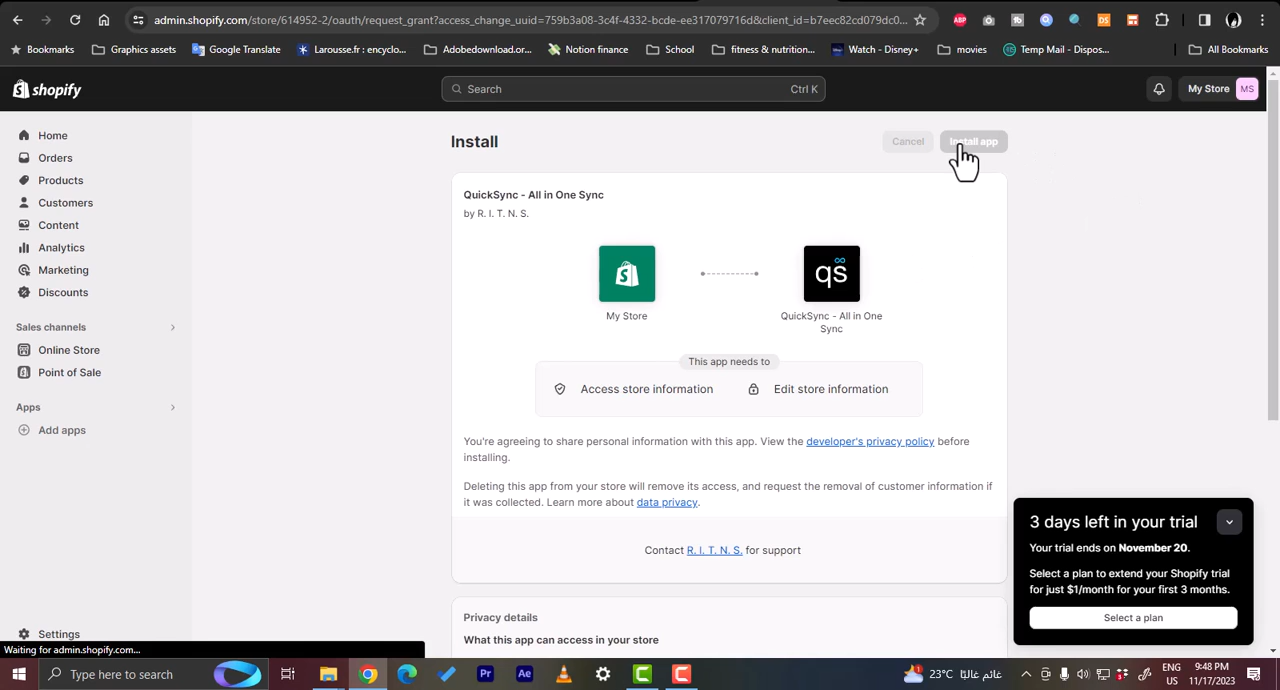 admin.shopify.com/store/614952-2/oauth/request_grant?access_change_uuid=759b3a08-3c4f-4332-bcde-ee317079716d&client_id=b7eec82cd079dc0...
ABP
DS
Bookmarks
Graphics assets
Google Translate
Larousse.fr : encyclo...
Adobedownload.or...
Notion finance
School
fitness & nutrition...
Watch - Disney+
movies
Temp Mail - Dispos...
All Bookmarks
shopify
Search
Ctrl K
My Store
MS
Home
Orders
Products
Customers
Content
Analytics
Marketing
Discounts
Sales channels
Online Store
Point of Sale
Apps
Add apps
Settings
Install
Cancel
Install app
QuickSync - All in One Sync
by R. I. T. N. S.
qs
My Store
QuickSync - All in One
Sync
This app needs to
Access store information
Edit store information
You're agreeing to share personal information with this app. View the developer's privacy policy before
installing.
Deleting this app from your store will remove its access, and request the removal of customer information if
it was collected. Learn more about data privacy.
Contact R. I. T. N. S. for support
Privacy details
What this app can access in your store
3 days left in your trial
Your trial ends on November 20.
Select a plan to extend your Shopify trial
for just $1/month for your first 3 months.
Select a plan
Waiting for admin.shopify.com...
Type here to search
Pr
Ae
23°C
غائم غالبًا
ENG
US
9:48 PM
11/17/2023